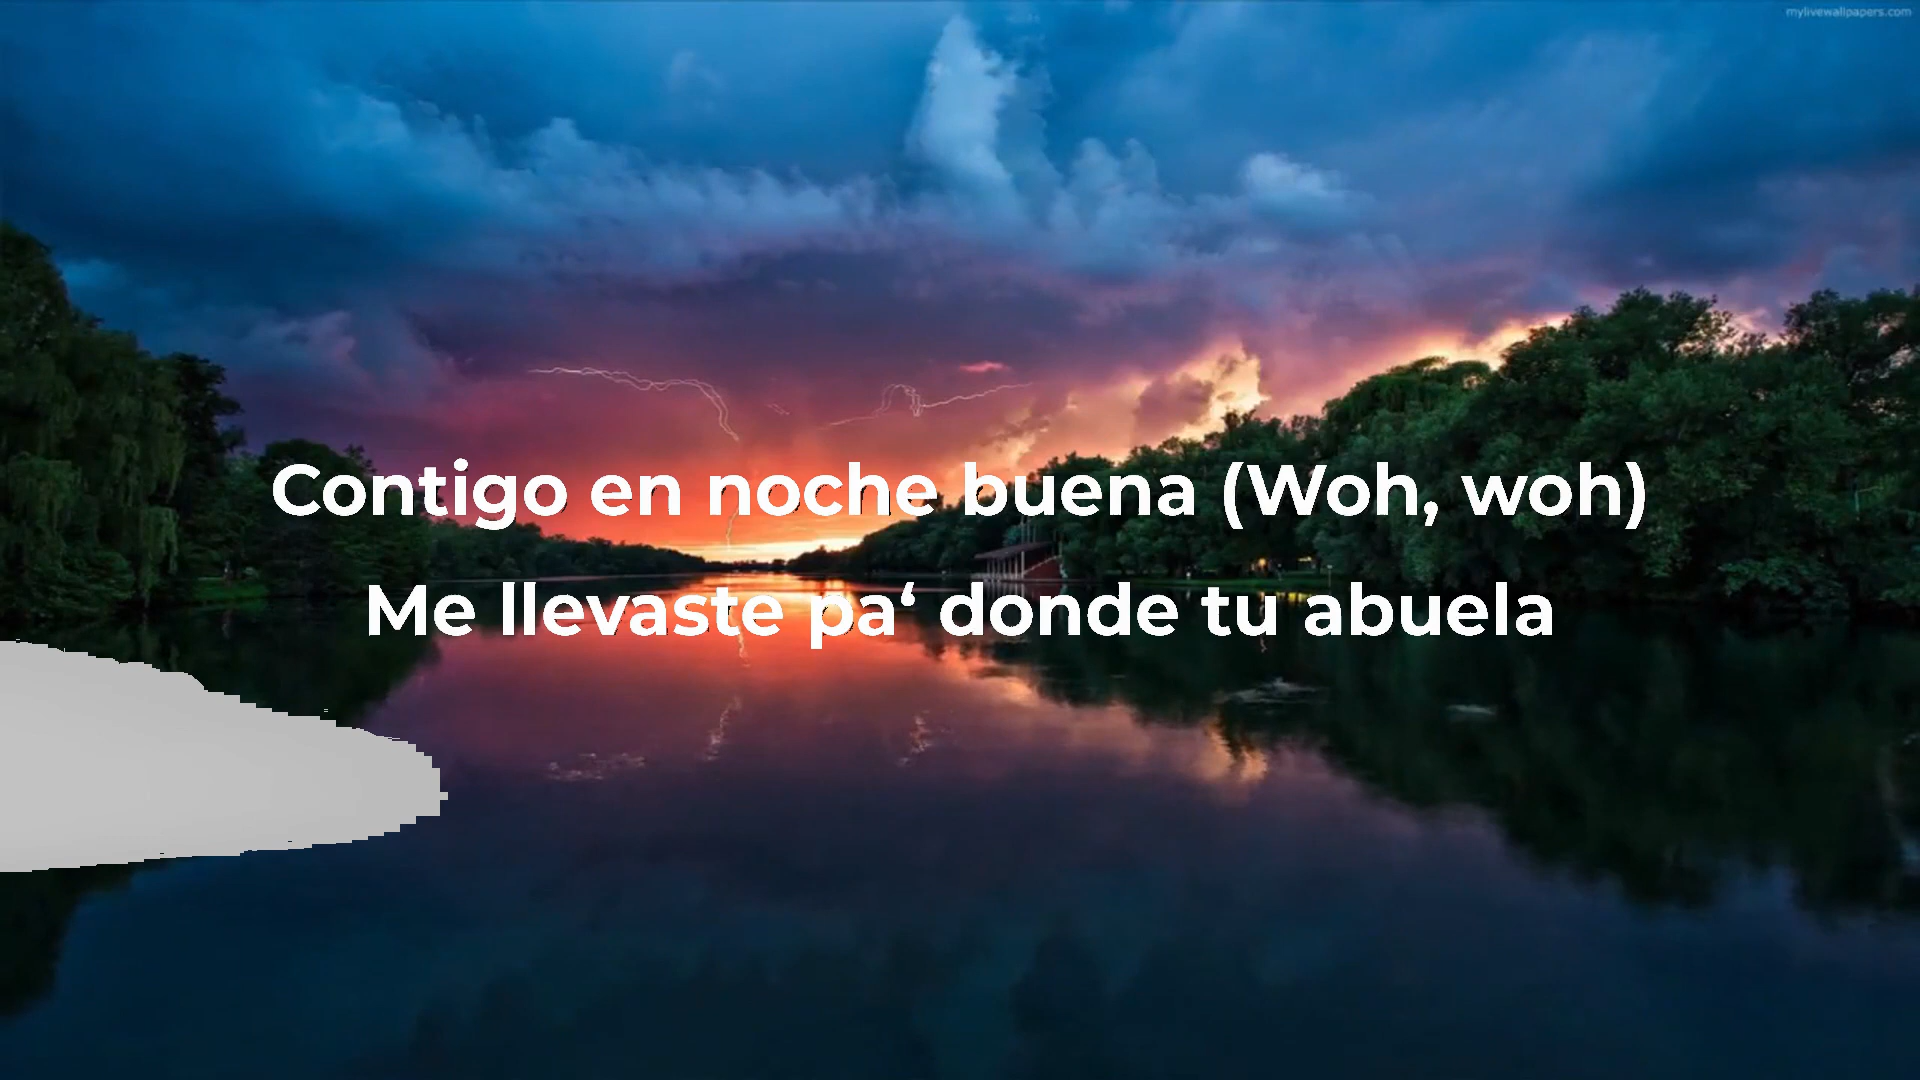 mylivewallpapers.com
Contigo en noche buena (Woh, woh)
Me llevaste pa‘ donde tu abuela